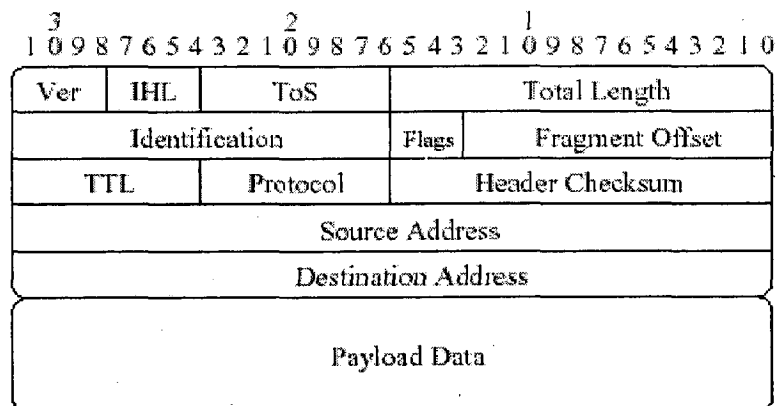 3 2 1
1 0 9 8 7 6 5 4 3 2 1 0 9 8 7 6 5 4 3 2 1 0 9 8 7 6 5 4 3 2 1 0
Ver IHL ToS Total Length
Identification Flags Fragment Offset
TTL Protocol Header Checksum
Source Address
Destination Address
Payload Data